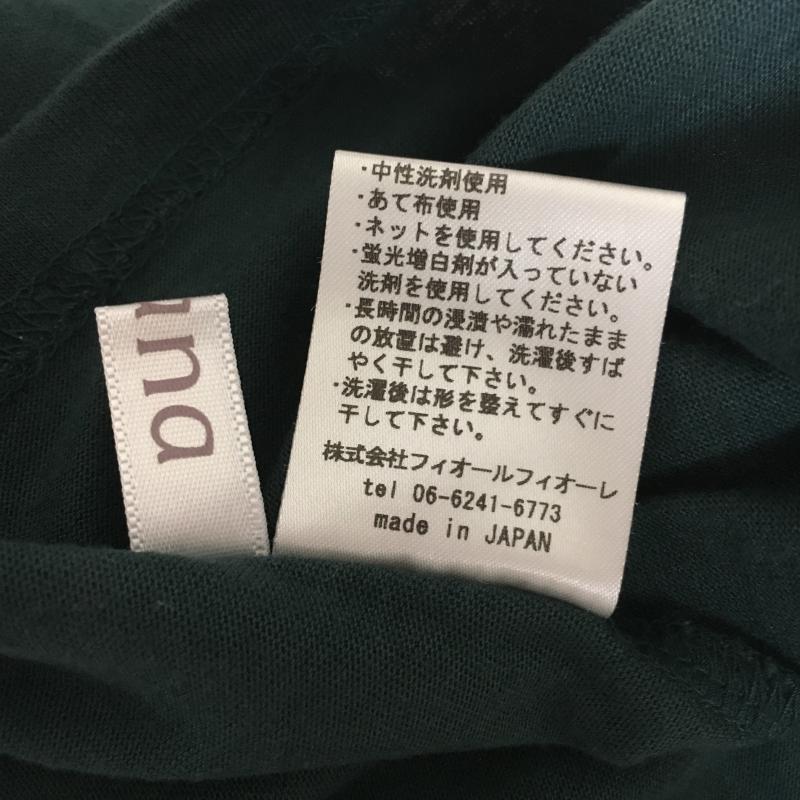 ・中性洗剤使用
・あて布使用
・ネットを使用してください。
・蛍光増白剤が入っていない
洗剤を使用してください。
・長時間の浸漬や濡れたまま
の放置は避け、洗濯後すば
やく干して下さい。
・洗濯後は形を整えてすぐに
干して下さい。
株式会社フィオールフィオーレ
tel 06-6241-6773
made in JAPAN
una